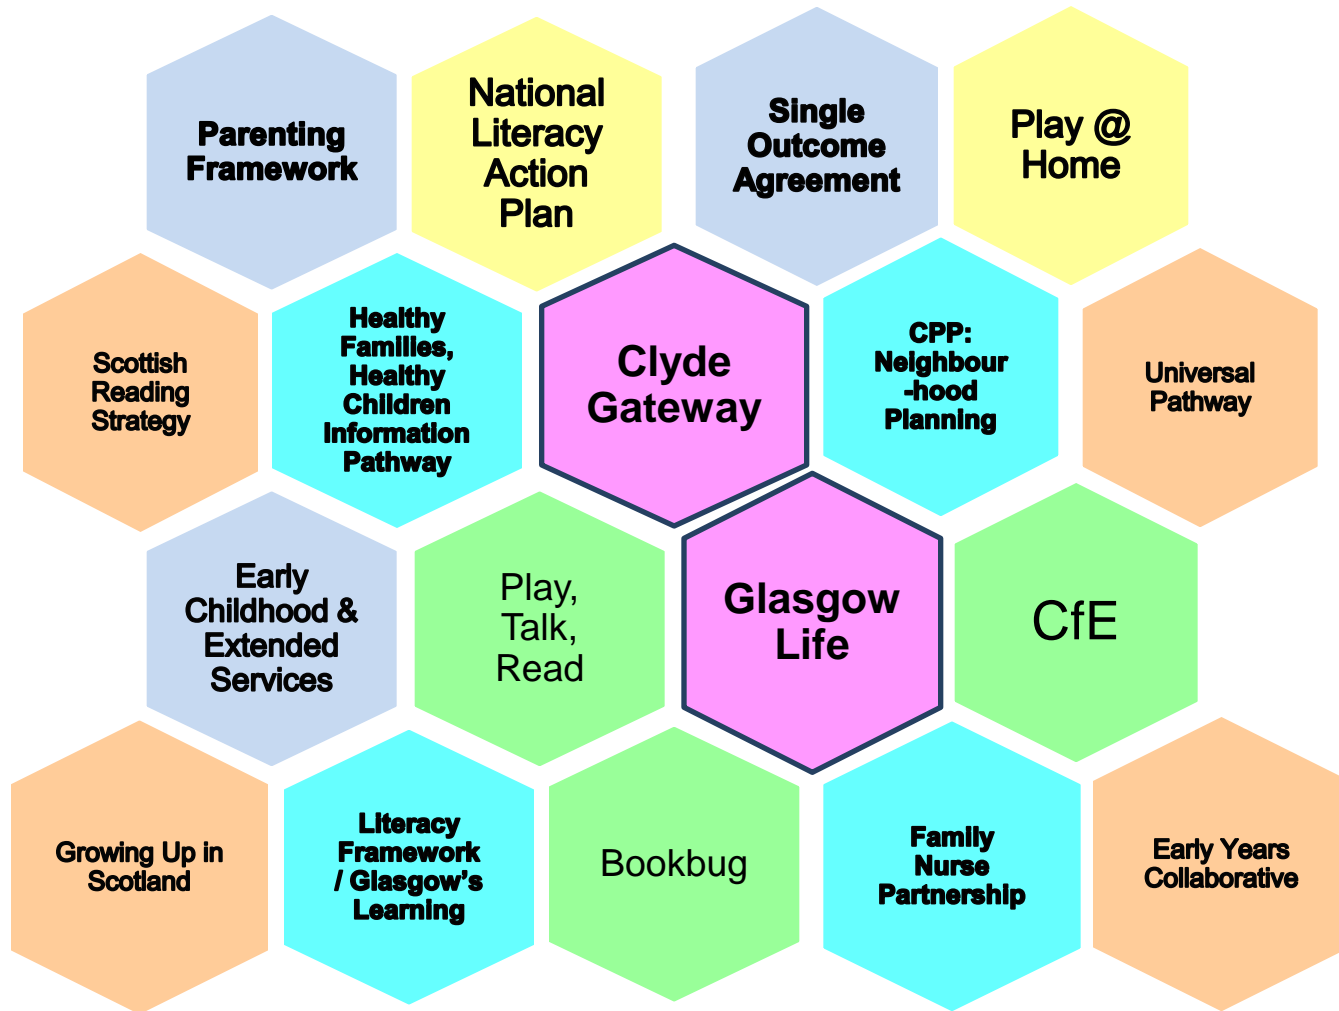 Parenting
Framework
National
Literacy
Action
Plan
Single
Outcome
Agreement
Play @
Home
Scottish
Reading
Strategy
Healthy
Families,
Healthy
Children
Information
Pathway
Clyde
Gateway
CPP:
Neighbour
-hood
Planning
Universal
Pathway
Early
Childhood &
Extended
Services
Play,
Talk,
Read
Glasgow
Life
CfE
Growing Up in
Scotland
Literacy
Framework
/ Glasgow’s
Learning
Bookbug
Family
Nurse
Partnership
Early Years
Collaborative